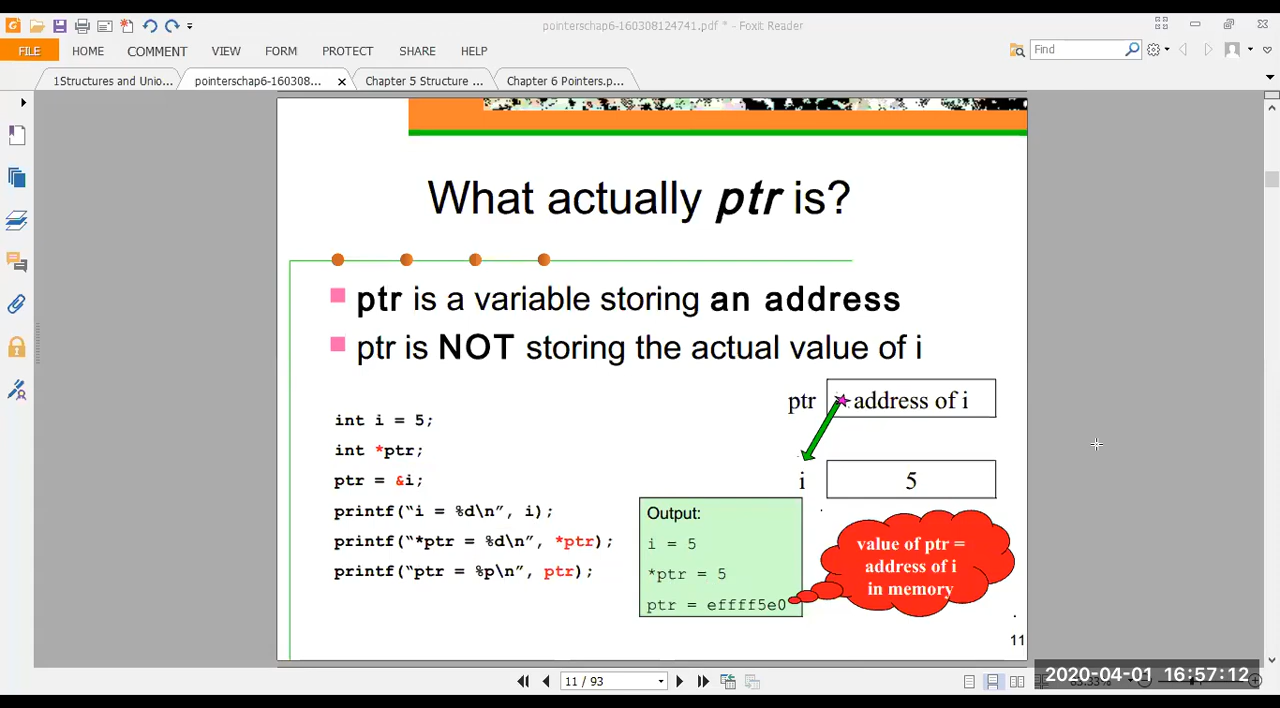 pointerschap6-160308124741.pdf * - Foxit Reader
FILE HOME COMMENT VIEW FORM PROTECT SHARE HELP
Find
1Structures and Unio... pointerschap6-160308... Chapter 5 Structure ... Chapter 6 Pointers.p...
What actually ptr is?
ptr is a variable storing an address
ptr is NOT storing the actual value of i
ptr address of i
i 5
int i = 5;
int *ptr;
ptr = &i;
printf(“i = %d\n”, i);
printf(“*ptr = %d\n”, *ptr);
printf(“ptr = %p\n”, ptr);
Output:
i = 5
*ptr = 5
ptr = effff5e0
value of ptr =
address of i
in memory
11
11 / 93
2020-04-01 16:57:12